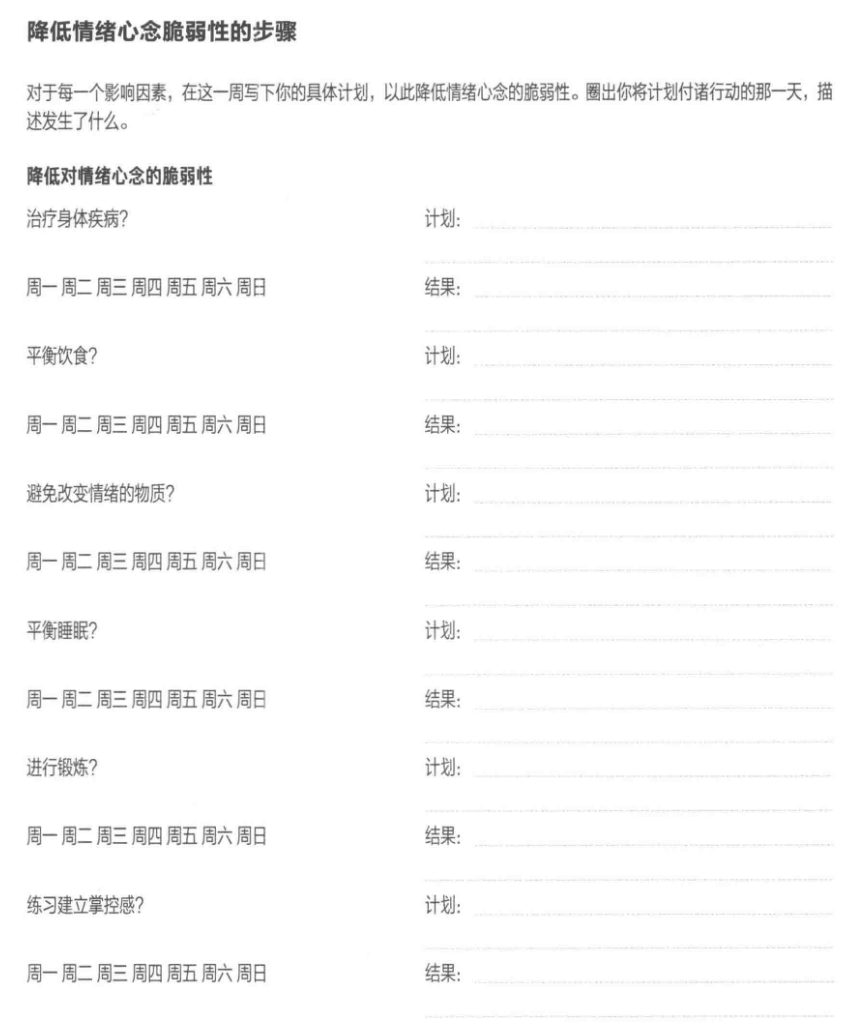 降低情绪心念脆弱性的步骤
对于每一个影响因素，在这一周写下你的具体计划，以此降低情绪心念的脆弱性。圈出你将计划付诸行动的那一天，描
述发生了什么。
降低对情绪心念的脆弱性
治疗身体疾病？ 计划：
周一 周二 周三 周四 周五 周六 周日 结果：
平衡饮食？ 计划：
周一 周二 周三 周四 周五 周六 周日 结果：
避免改变情绪的物质？ 计划：
周一 周二 周三 周四 周五 周六 周日 结果：
平衡睡眠？ 计划：
周一 周二 周三 周四 周五 周六 周日 结果：
进行锻炼？ 计划：
周一 周二 周三 周四 周五 周六 周日 结果：
练习建立掌控感？ 计划：
周一 周二 周三 周四 周五 周六 周日 结果：